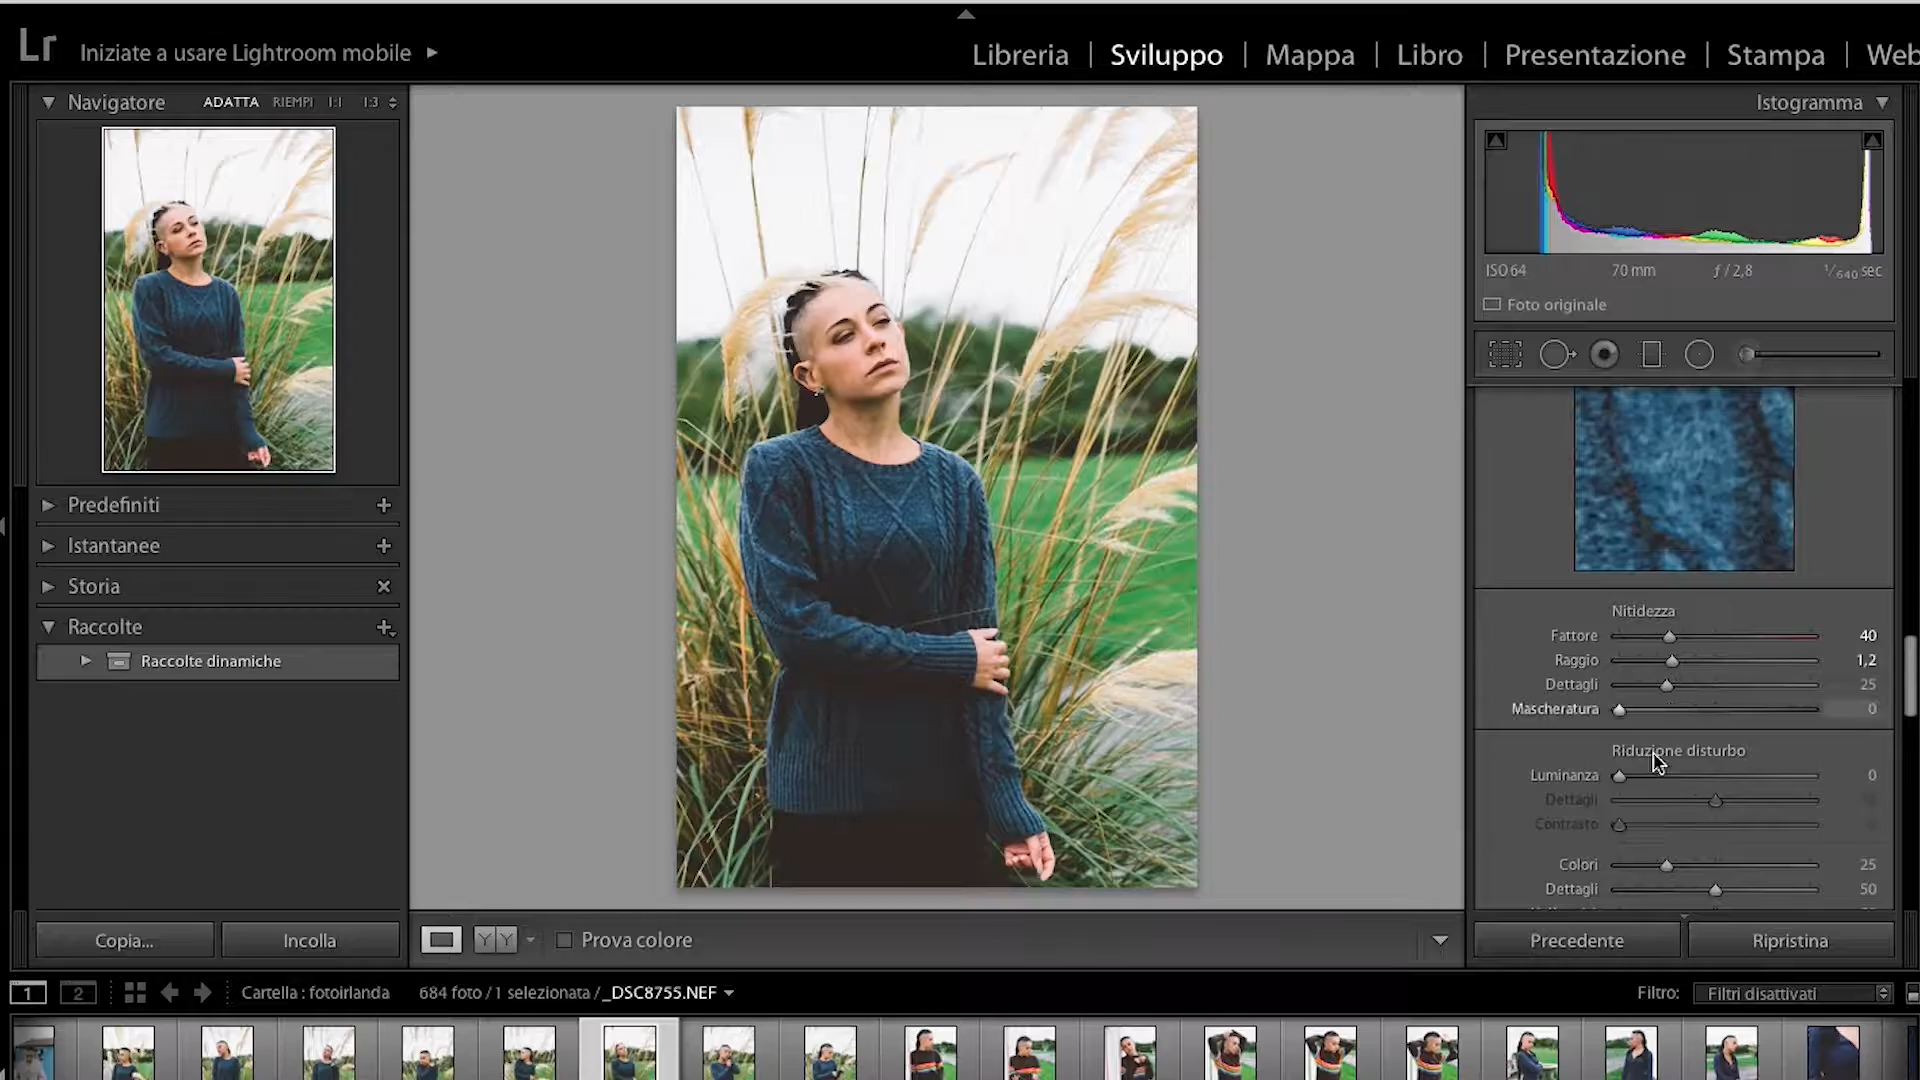 Lr Iniziate a usare Lightroom mobile
Libreria | Sviluppo | Mappa | Libro | Presentazione | Stampa | Web
Navigatore ADATTA RIEMPI 1:1 1:3
Predefiniti
Istantanee
Storia
Raccolte
Raccolte dinamiche
Copia... Incolla
YY Prova colore
Istogramma
ISO 64 70 mm ƒ / 2,8 1/640 sec
Foto originale
Nitidezza
Fattore 40
Raggio 1,2
Dettagli 25
Mascheratura 0
Riduzione disturbo
Luminanza 0
Dettagli
Contrasto
Colori 25
Dettagli 50
Precedente Ripristina
1 2 Cartella : fotoirlanda 684 foto / 1 selezionata / _DSC8755.NEF
Filtro: Filtri disattivati